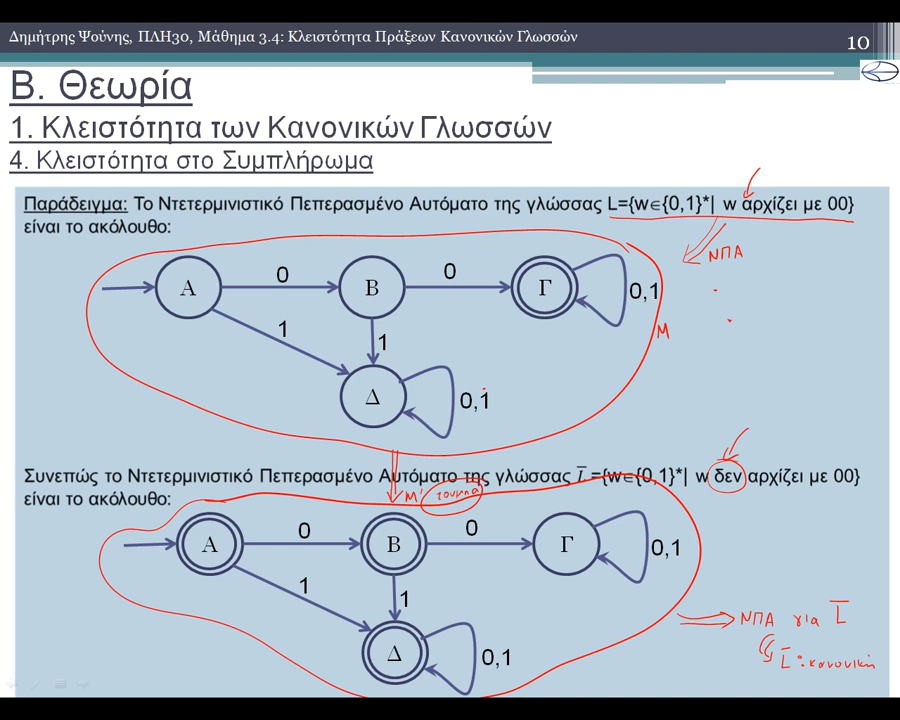 Δημήτρης Ψούνης, ΠΛΗ30, Μάθημα 3.4: Κλειστότητα Πράξεων Κανονικών Γλωσσών
10
Β. Θεωρία
1. Κλειστότητα των Κανονικών Γλωσσών
4. Κλειστότητα στο Συμπλήρωμα
Παράδειγμα: Το Ντετερμινιστικό Πεπερασμένο Αυτόματο της γλώσσας L={w∈{0,1}*| w αρχίζει με 00}
είναι το ακόλουθο:
ΝΠΑ
Α 0 Β 0 Γ 0,1
1 1 Μ
Δ 0,1
Συνεπώς το Ντετερμινιστικό Πεπερασμένο Αυτόματο της γλώσσας L̅={w∈{0,1}*| w δεν αρχίζει με 00}
είναι το ακόλουθο:
Μ'
Α 0 Β 0 Γ 0,1
1 1
ΝΠΑ για L̅
Δ 0,1
L̅: κανονική